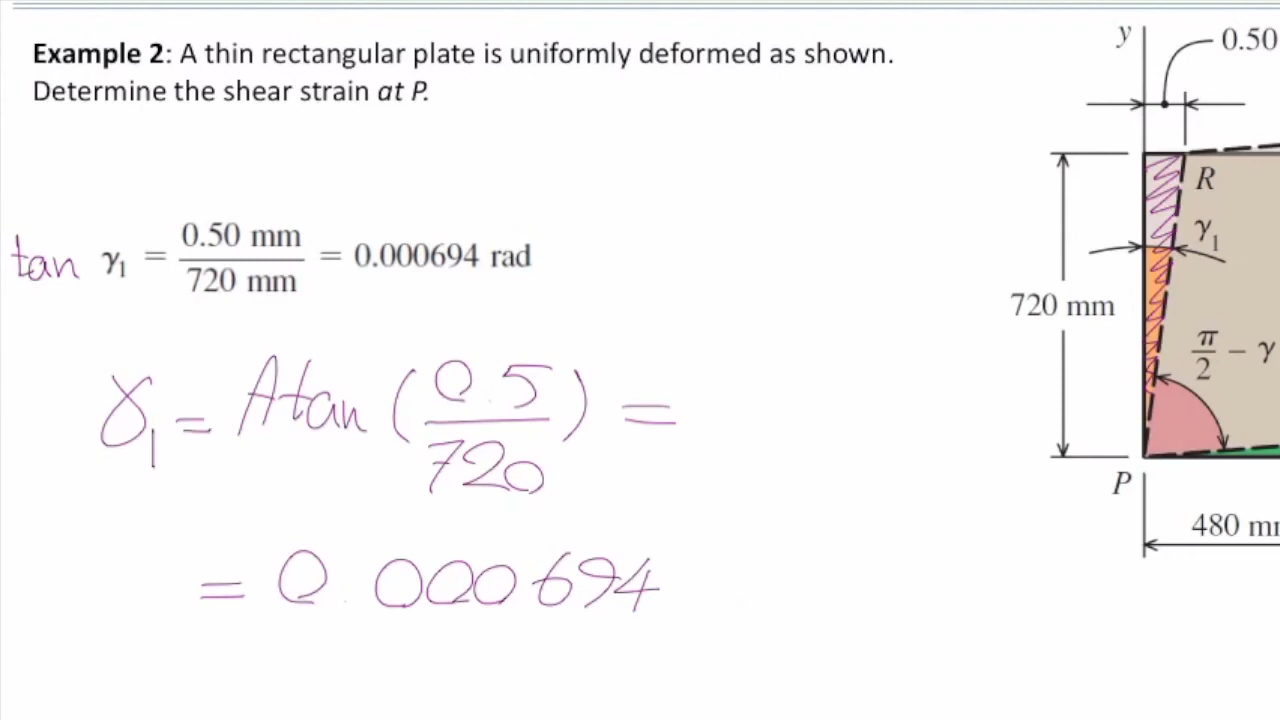 Example 2: A thin rectangular plate is uniformly deformed as shown.
Determine the shear strain at P.
tan γ₁ = 0.50 mm / 720 mm = 0.000694 rad
γ₁ = Atan (0.5 / 720) =
= 0.000694
y
0.50
R
γ₁
720 mm
π/2 − γ
P
480